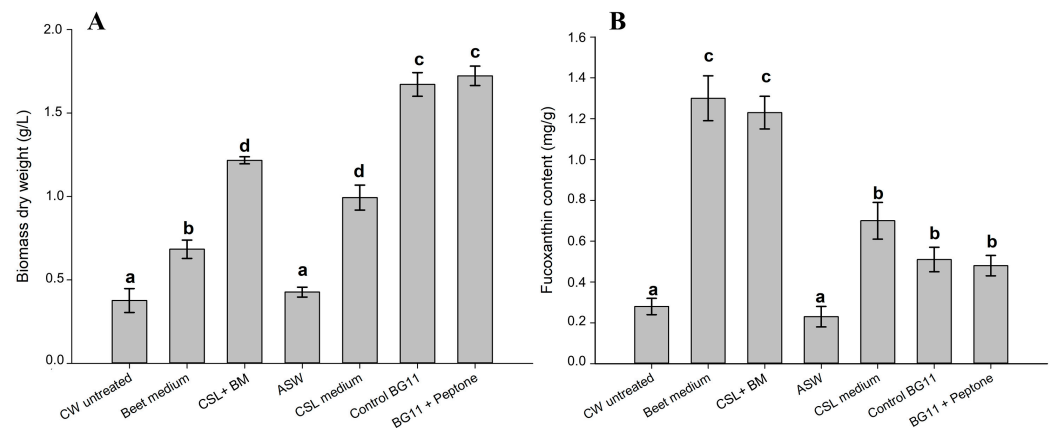 A
Biomass dry weight (g/L)
2.0
1.5
1.0
0.5
0.0
a
b
d
a
d
c
c
CW untreated
Beet medium
CSL+ BM
ASW
CSL medium
Control BG11
BG11 + Peptone
B
Fucoxanthin content (mg/g)
1.6
1.4
1.2
1.0
0.8
0.6
0.4
0.2
0.0
a
c
c
a
b
b
b
CW untreated
Beet medium
CSL+ BM
ASW
CSL medium
Control BG11
BG11 + Peptone